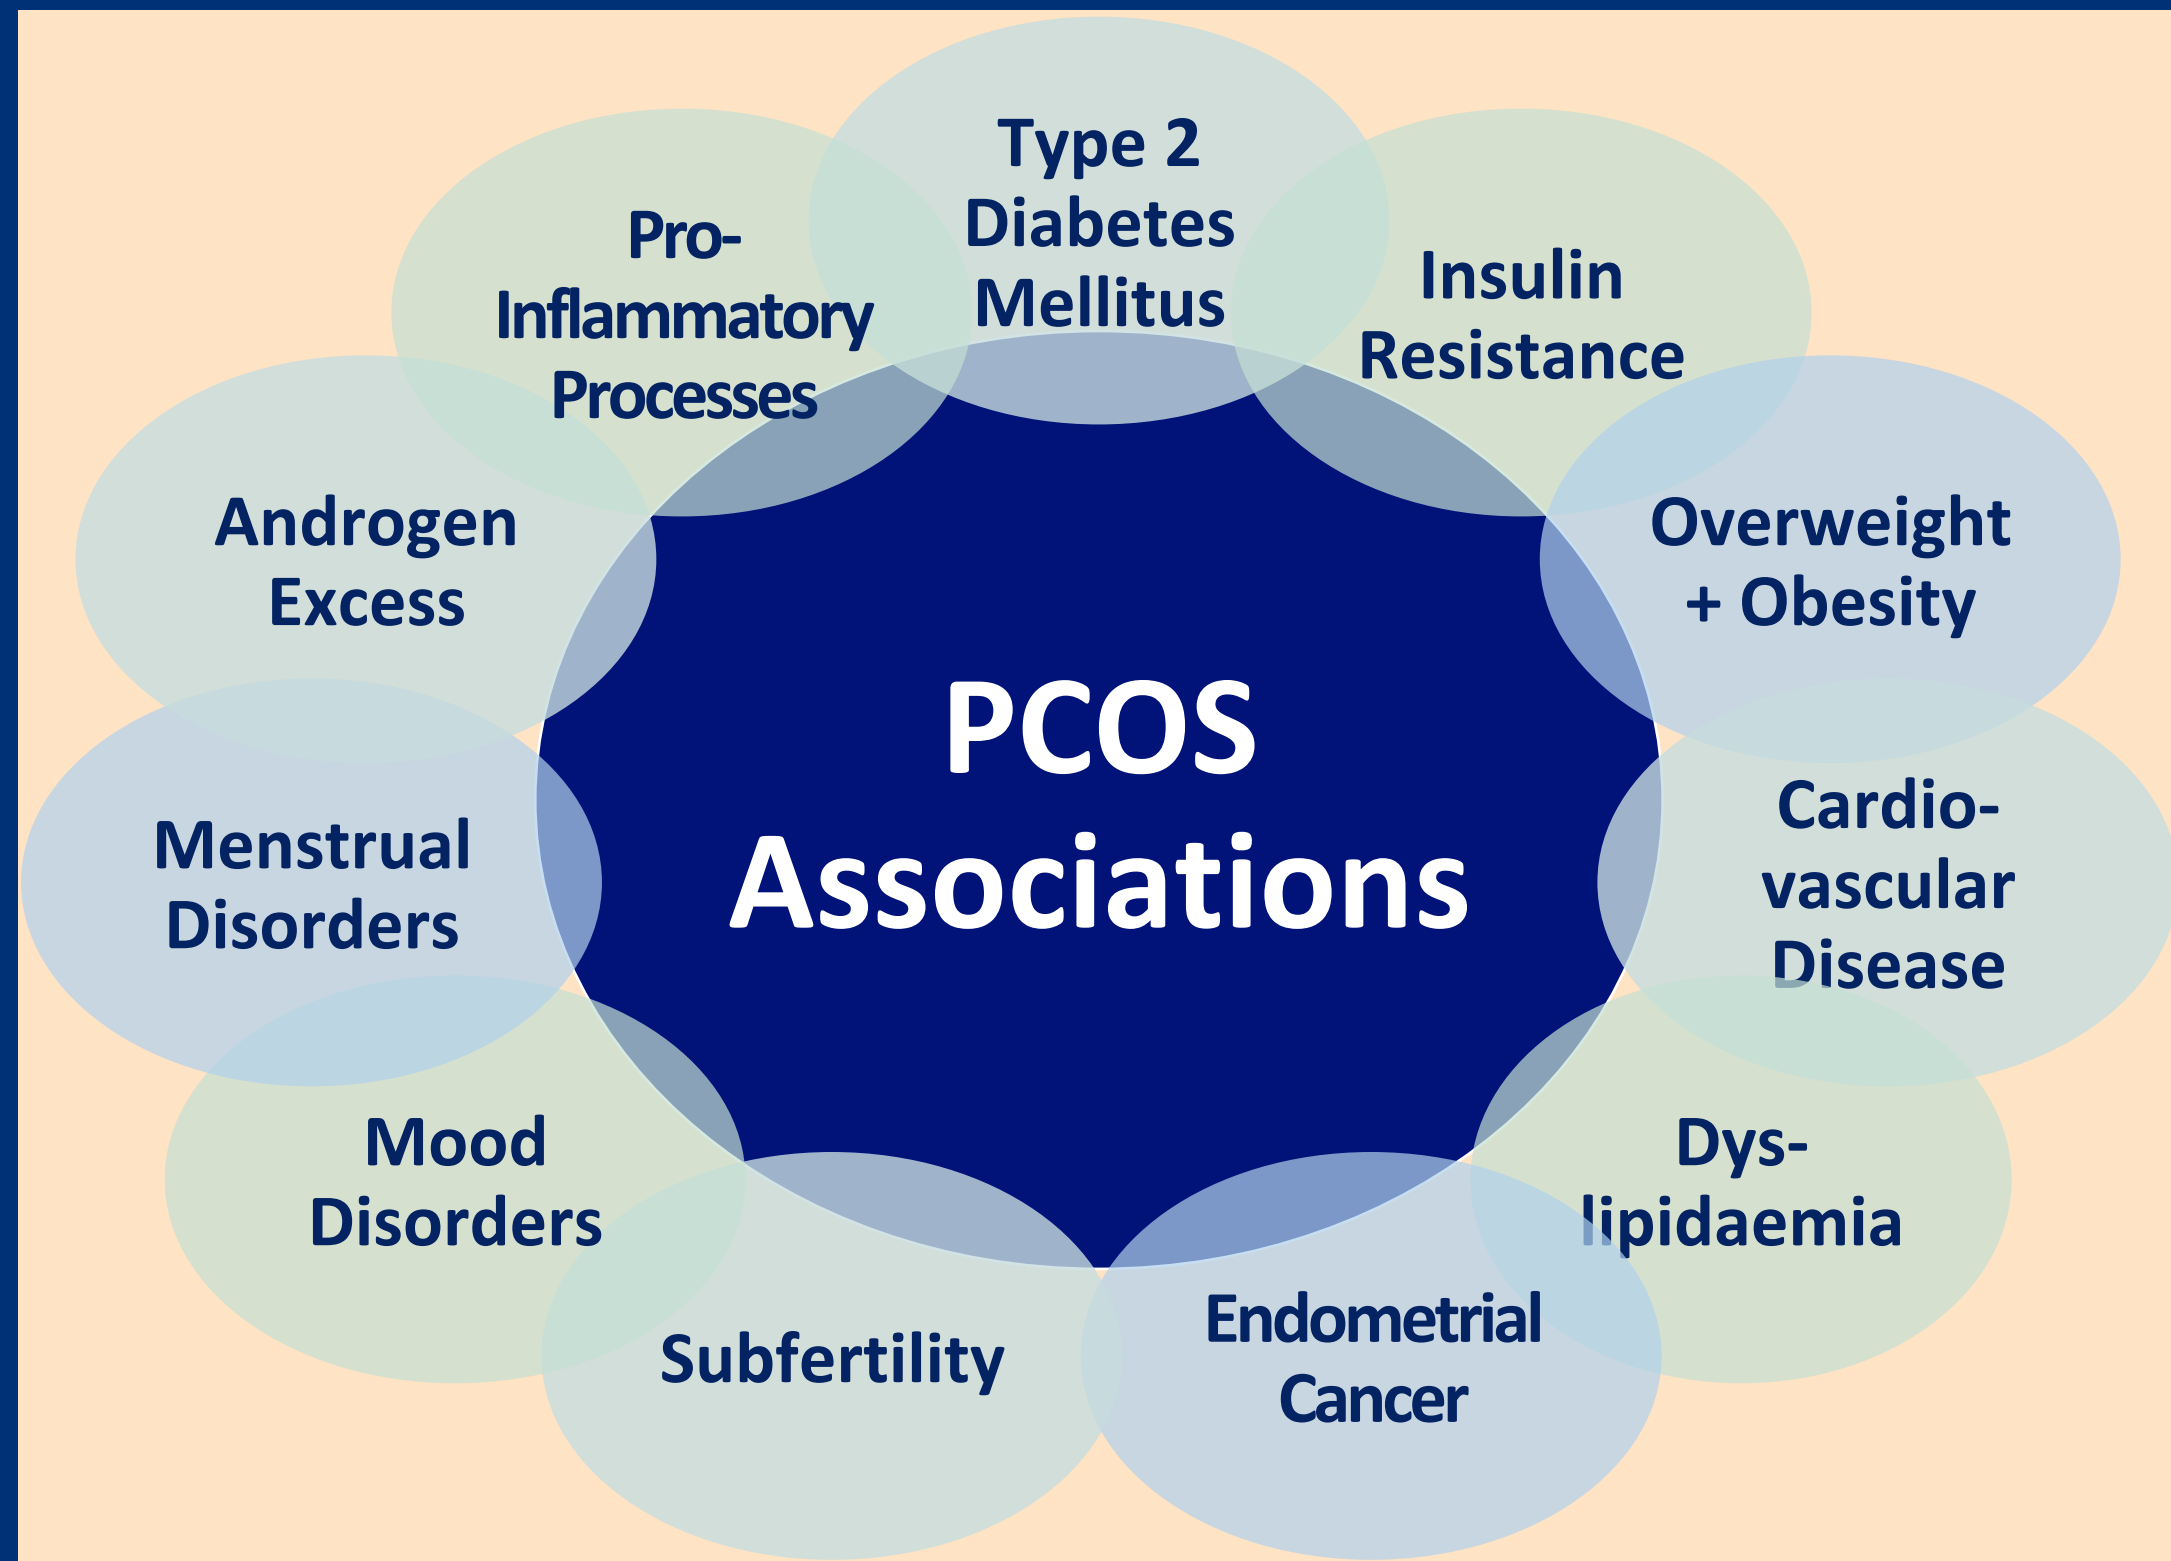 Type 2
Diabetes
Mellitus
Insulin
Resistance
Overweight
+ Obesity
Cardio-
vascular
Disease
Dys-
lipidaemia
Endometrial
Cancer
Subfertility
Mood
Disorders
Menstrual
Disorders
Androgen
Excess
Pro-
Inflammatory
Processes
PCOS
Associations